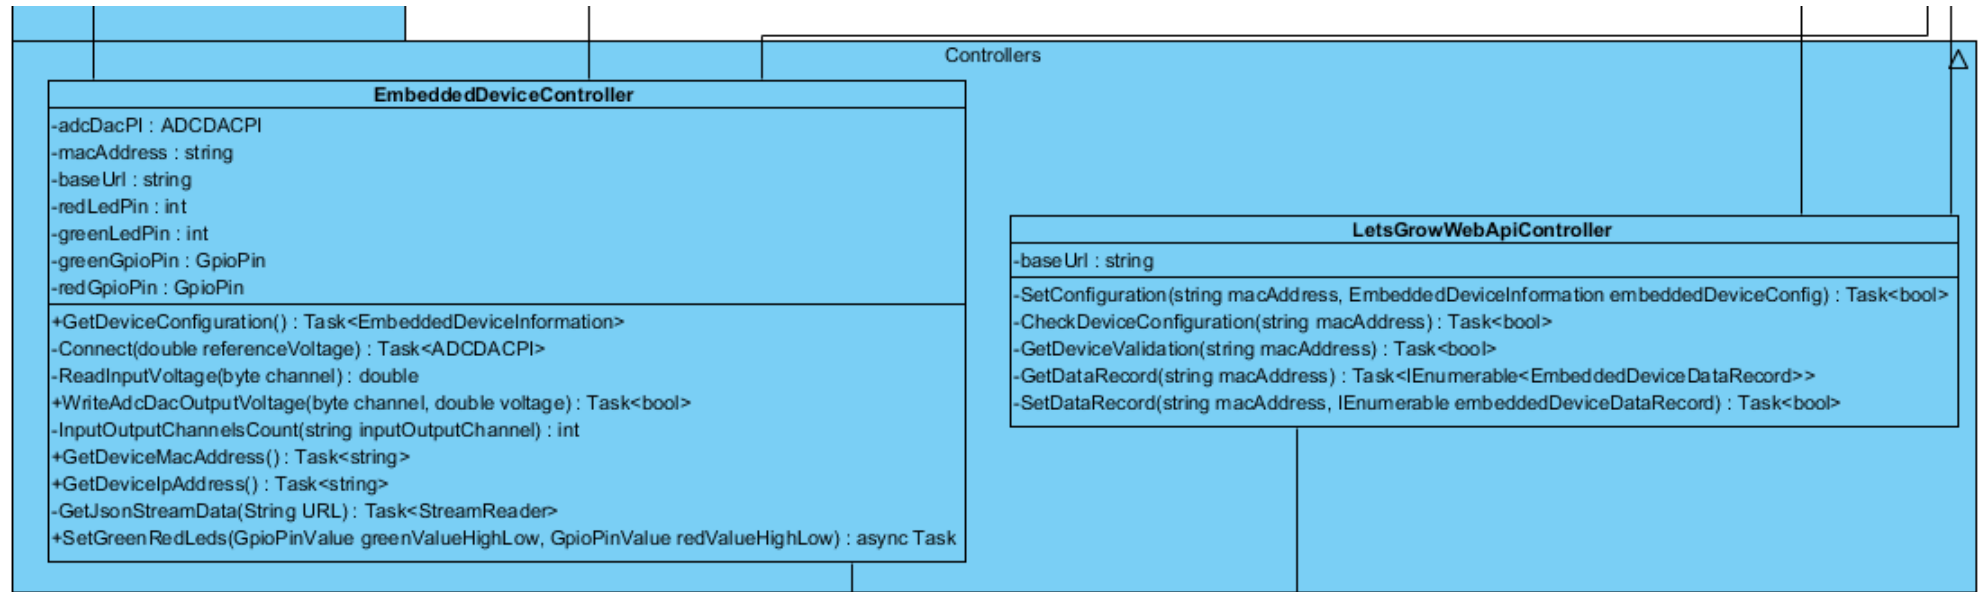 Controllers
EmbeddedDeviceController
-adcDacPI : ADCDACPI
-macAddress : string
-baseUrl : string
-redLedPin : int
-greenLedPin : int
-greenGpioPin : GpioPin
-redGpioPin : GpioPin
+GetDeviceConfiguration() : Task<EmbeddedDeviceInformation>
-Connect(double referenceVoltage) : Task<ADCDACPI>
-ReadInputVoltage(byte channel) : double
+WriteAdcDacOutputVoltage(byte channel, double voltage) : Task<bool>
-InputOutputChannelsCount(string inputOutputChannel) : int
+GetDeviceMacAddress() : Task<string>
+GetDeviceIpAddress() : Task<string>
-GetJsonStreamData(String URL) : Task<StreamReader>
+SetGreenRedLeds(GpioPinValue greenValueHighLow, GpioPinValue redValueHighLow) : async Task
LetsGrowWebApiController
-baseUrl : string
-SetConfiguration(string macAddress, EmbeddedDeviceInformation embeddedDeviceConfig) : Task<bool>
-CheckDeviceConfiguration(string macAddress) : Task<bool>
-GetDeviceValidation(string macAddress) : Task<bool>
-GetDataRecord(string macAddress) : Task<IEnumerable<EmbeddedDeviceDataRecord>>
-SetDataRecord(string macAddress, IEnumerable embeddedDeviceDataRecord) : Task<bool>